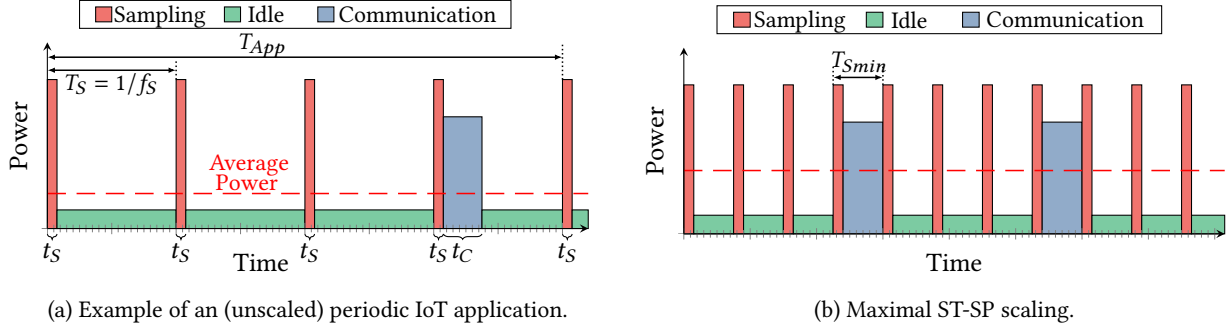 Sampling Idle Communication
T_App
T_S = 1/f_S
Power
Average
Power
t_S t_S t_S t_S t_C t_S
Time
(a) Example of an (unscaled) periodic IoT application.
Sampling Idle Communication
T_Smin
Power
Time
(b) Maximal ST-SP scaling.